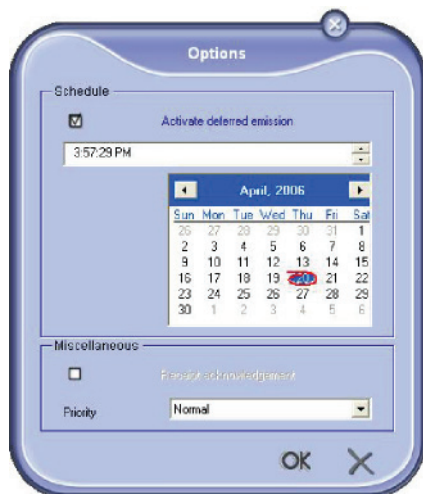 Options
Schedule
Activate deferred emission
3:57:29 PM
April, 2006
Sun Mon Tue Wed Thu Fri Sat
26 27 28 29 30 31 1
2 3 4 5 6 7 8
9 10 11 12 13 14 15
16 17 18 19 20 21 22
23 24 25 26 27 28 29
30 1 2 3 4 5 6
Miscellaneous
Receipt acknowledgement
Priority Normal
OK